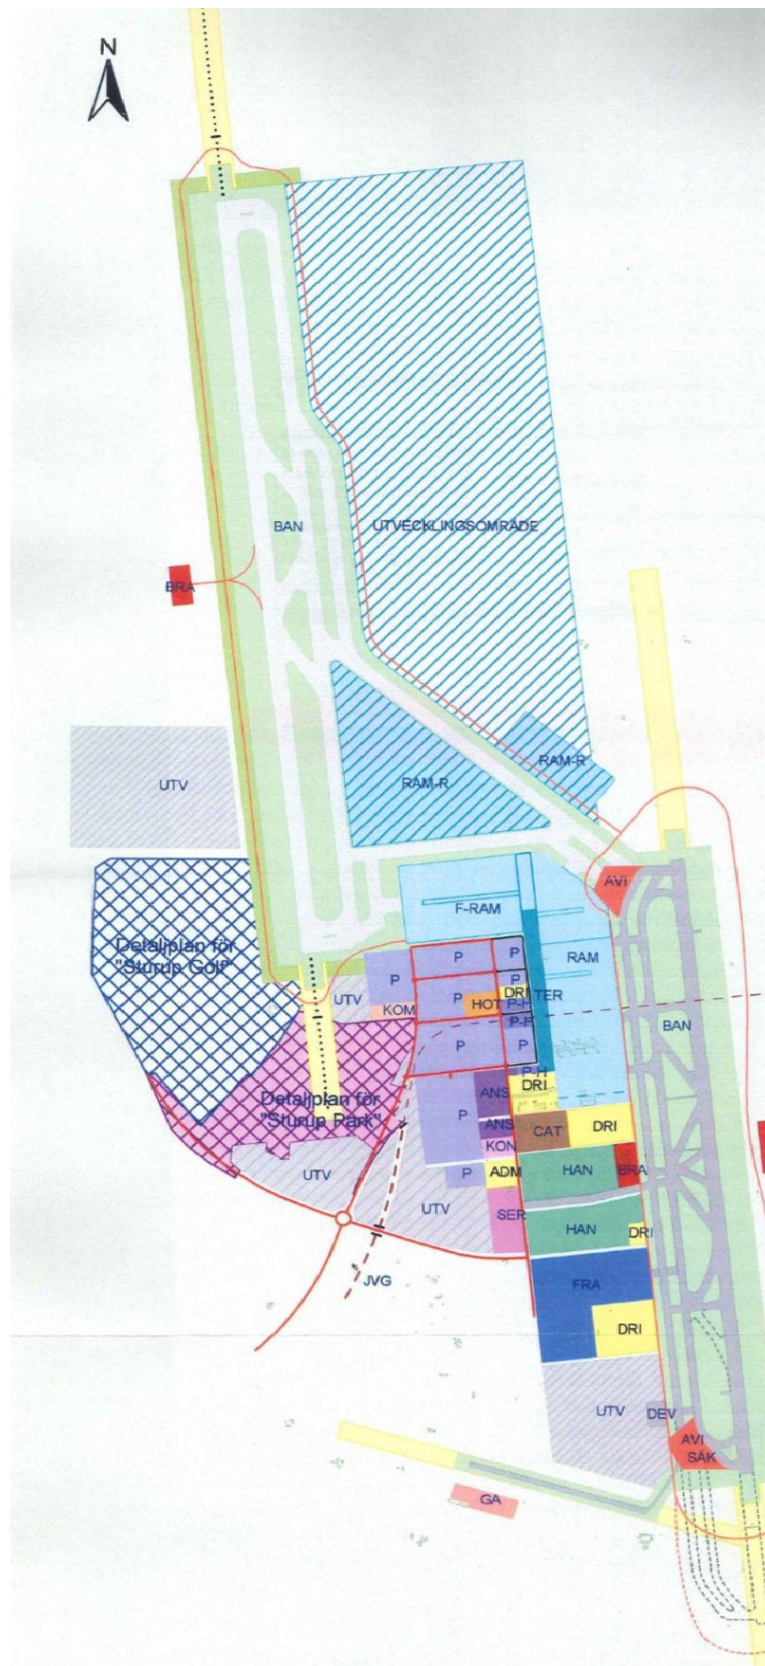 N
BAN
UTVECKLINGSOMRÅDE
BRA
RAM-R
UTV
RAM-R
AVI
F-RAM
Detaljplan för
"Sturup Golf"
P
P
RAM
P
P
UTV
P
HOT
DRI
TER
KOM
P-H
P-H
BAN
P
P
P-H
Detaljplan för
"Sturup Park"
ANS
DRI
P
ANS
CAT
DRI
KON
UTV
P
ADM
HAN
BRA
UTV
SER
HAN
DRI
JVG
FRA
DRI
UTV
DEV
AVI
SÄK
GA